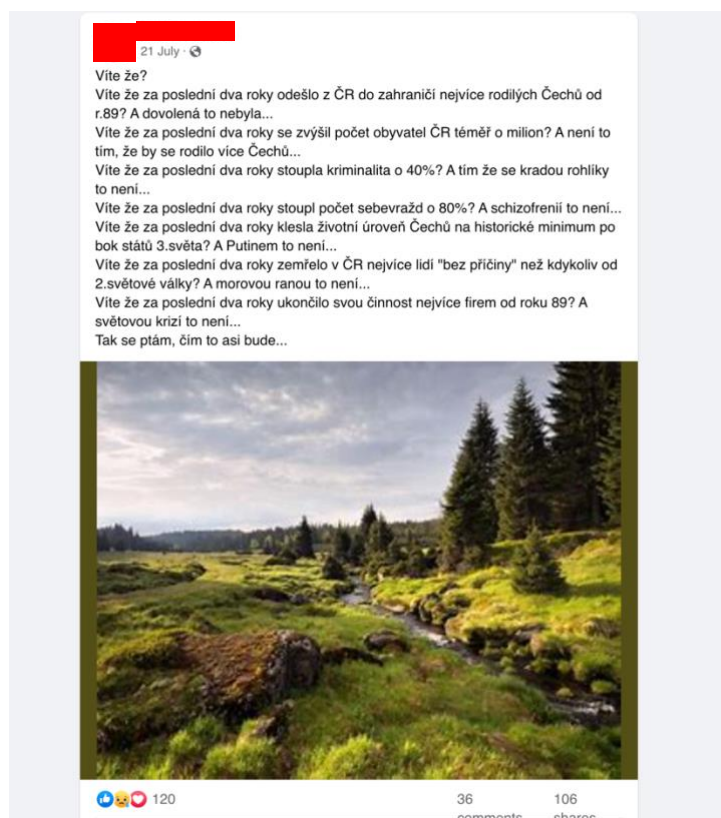 21 July ·
Víte že?
Víte že za poslední dva roky odešlo z ČR do zahraničí nejvíce rodilých Čechů od
r.89? A dovolená to nebyla...
Víte že za poslední dva roky se zvýšil počet obyvatel ČR téměř o milion? A není to
tím, že by se rodilo více Čechů...
Víte že za poslední dva roky stoupla kriminalita o 40%? A tím že se kradou rohlíky
to není...
Víte že za poslední dva roky stoupl počet sebevražd o 80%? A schizofrenií to není...
Víte že za poslední dva roky klesla životní úroveň Čechů na historické minimum po
bok států 3.světa? A Putinem to není...
Víte že za poslední dva roky zemřelo v ČR nejvíce lidí "bez příčiny" než kdykoliv od
2.světové války? A morovou ranou to není...
Víte že za poslední dva roky ukončilo svou činnost nejvíce firem od roku 89? A
světovou krizí to není...
Tak se ptám, čím to asi bude...
120
36 comments
106 shares